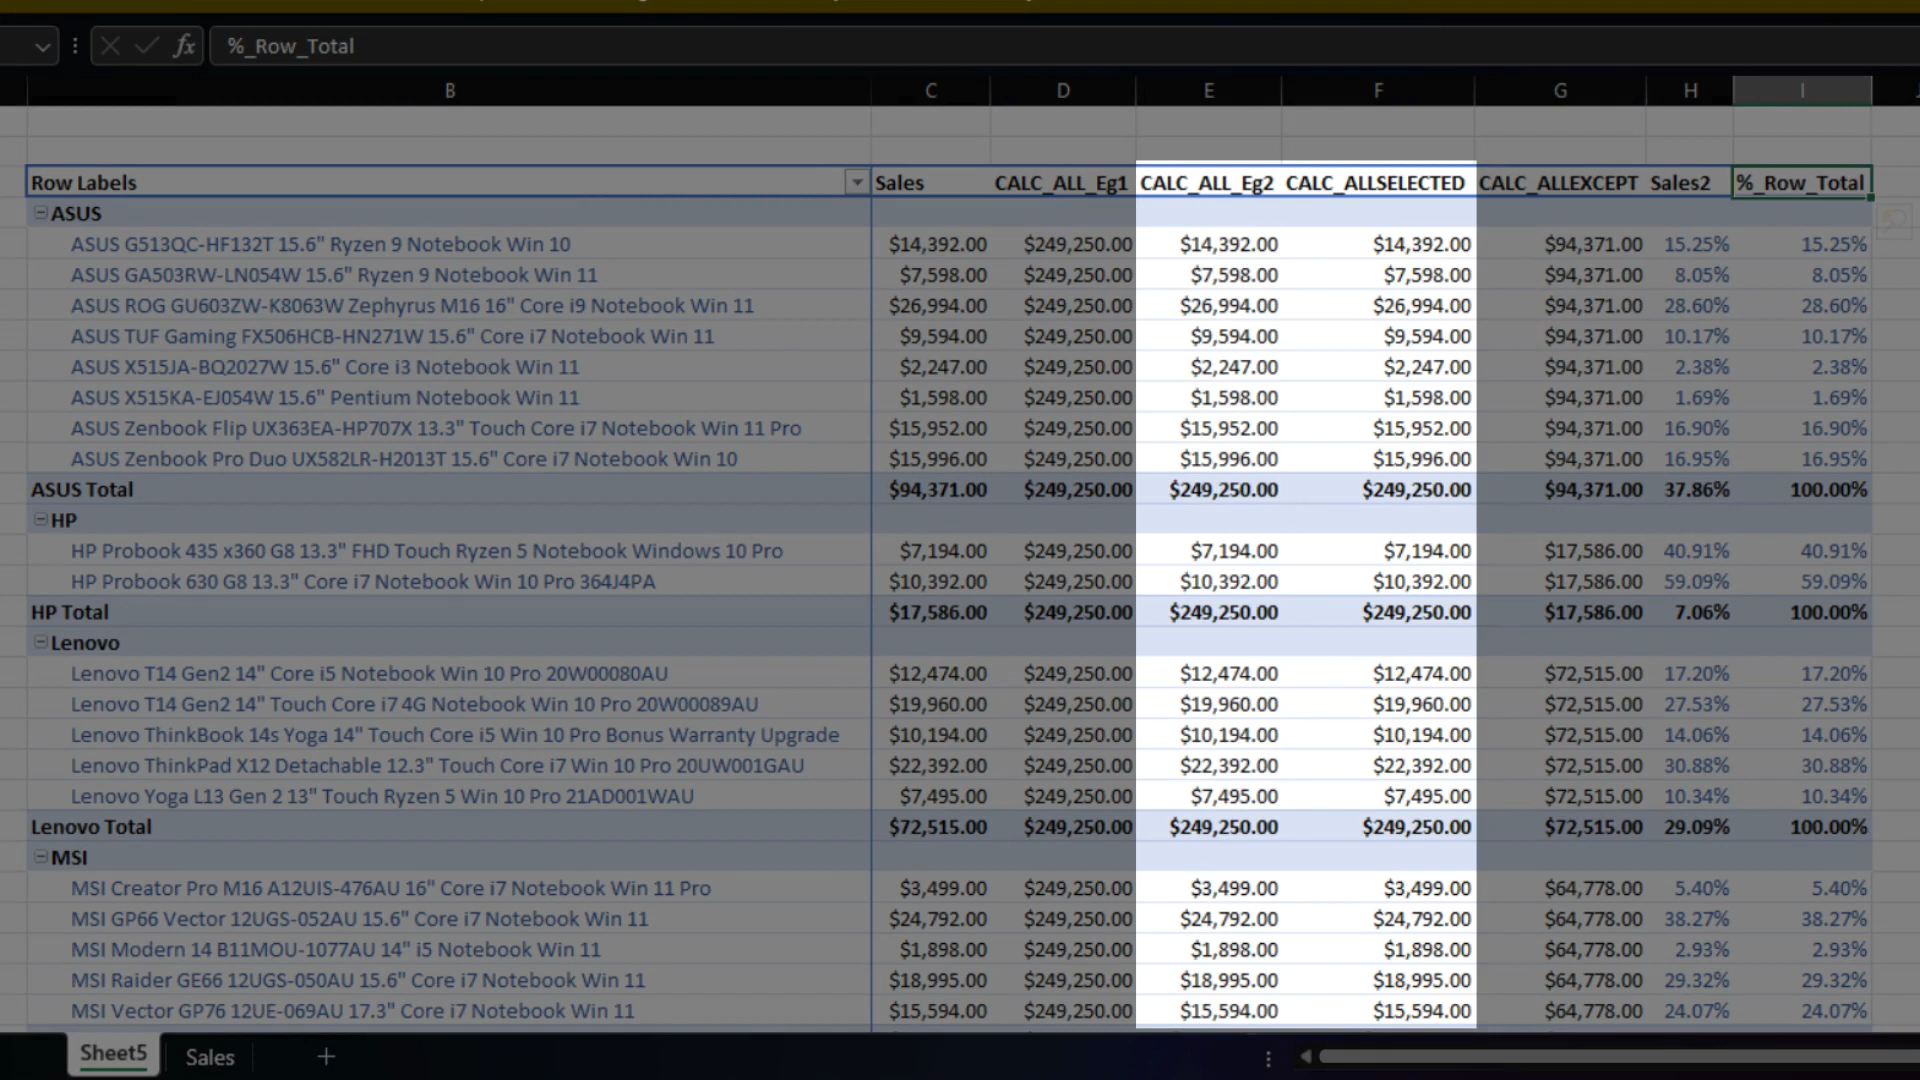 fx %_Row_Total
B C D E F G H I
Row Labels Sales CALC_ALL_Eg1 CALC_ALL_Eg2 CALC_ALLSELECTED CALC_ALLEXCEPT Sales2 %_Row_Total
ASUS
ASUS G513QC-HF132T 15.6" Ryzen 9 Notebook Win 10 $14,392.00 $249,250.00 $14,392.00 $14,392.00 $94,371.00 15.25% 15.25%
ASUS GA503RW-LN054W 15.6" Ryzen 9 Notebook Win 11 $7,598.00 $249,250.00 $7,598.00 $7,598.00 $94,371.00 8.05% 8.05%
ASUS ROG GU603ZW-K8063W Zephyrus M16 16" Core i9 Notebook Win 11 $26,994.00 $249,250.00 $26,994.00 $26,994.00 $94,371.00 28.60% 28.60%
ASUS TUF Gaming FX506HCB-HN271W 15.6" Core i7 Notebook Win 11 $9,594.00 $249,250.00 $9,594.00 $9,594.00 $94,371.00 10.17% 10.17%
ASUS X515JA-BQ2027W 15.6" Core i3 Notebook Win 11 $2,247.00 $249,250.00 $2,247.00 $2,247.00 $94,371.00 2.38% 2.38%
ASUS X515KA-EJ054W 15.6" Pentium Notebook Win 11 $1,598.00 $249,250.00 $1,598.00 $1,598.00 $94,371.00 1.69% 1.69%
ASUS Zenbook Flip UX363EA-HP707X 13.3" Touch Core i7 Notebook Win 11 Pro $15,952.00 $249,250.00 $15,952.00 $15,952.00 $94,371.00 16.90% 16.90%
ASUS Zenbook Pro Duo UX582LR-H2013T 15.6" Core i7 Notebook Win 10 $15,996.00 $249,250.00 $15,996.00 $15,996.00 $94,371.00 16.95% 16.95%
ASUS Total $94,371.00 $249,250.00 $249,250.00 $249,250.00 $94,371.00 37.86% 100.00%
HP
HP Probook 435 x360 G8 13.3" FHD Touch Ryzen 5 Notebook Windows 10 Pro $7,194.00 $249,250.00 $7,194.00 $7,194.00 $17,586.00 40.91% 40.91%
HP Probook 630 G8 13.3" Core i7 Notebook Win 10 Pro 364J4PA $10,392.00 $249,250.00 $10,392.00 $10,392.00 $17,586.00 59.09% 59.09%
HP Total $17,586.00 $249,250.00 $249,250.00 $249,250.00 $17,586.00 7.06% 100.00%
Lenovo
Lenovo T14 Gen2 14" Core i5 Notebook Win 10 Pro 20W00080AU $12,474.00 $249,250.00 $12,474.00 $12,474.00 $72,515.00 17.20% 17.20%
Lenovo T14 Gen2 14" Touch Core i7 4G Notebook Win 10 Pro 20W00089AU $19,960.00 $249,250.00 $19,960.00 $19,960.00 $72,515.00 27.53% 27.53%
Lenovo ThinkBook 14s Yoga 14" Touch Core i5 Win 10 Pro Bonus Warranty Upgrade $10,194.00 $249,250.00 $10,194.00 $10,194.00 $72,515.00 14.06% 14.06%
Lenovo ThinkPad X12 Detachable 12.3" Touch Core i7 Win 10 Pro 20UW001GAU $22,392.00 $249,250.00 $22,392.00 $22,392.00 $72,515.00 30.88% 30.88%
Lenovo Yoga L13 Gen 2 13" Touch Ryzen 5 Win 10 Pro 21AD001WAU $7,495.00 $249,250.00 $7,495.00 $7,495.00 $72,515.00 10.34% 10.34%
Lenovo Total $72,515.00 $249,250.00 $249,250.00 $249,250.00 $72,515.00 29.09% 100.00%
MSI
MSI Creator Pro M16 A12UIS-476AU 16" Core i7 Notebook Win 11 Pro $3,499.00 $249,250.00 $3,499.00 $3,499.00 $64,778.00 5.40% 5.40%
MSI GP66 Vector 12UGS-052AU 15.6" Core i7 Notebook Win 11 $24,792.00 $249,250.00 $24,792.00 $24,792.00 $64,778.00 38.27% 38.27%
MSI Modern 14 B11MOU-1077AU 14" i5 Notebook Win 11 $1,898.00 $249,250.00 $1,898.00 $1,898.00 $64,778.00 2.93% 2.93%
MSI Raider GE66 12UGS-050AU 15.6" Core i7 Notebook Win 11 $18,995.00 $249,250.00 $18,995.00 $18,995.00 $64,778.00 29.32% 29.32%
MSI Vector GP76 12UE-069AU 17.3" Core i7 Notebook Win 11 $15,594.00 $249,250.00 $15,594.00 $15,594.00 $64,778.00 24.07% 24.07%
Sheet5 Sales